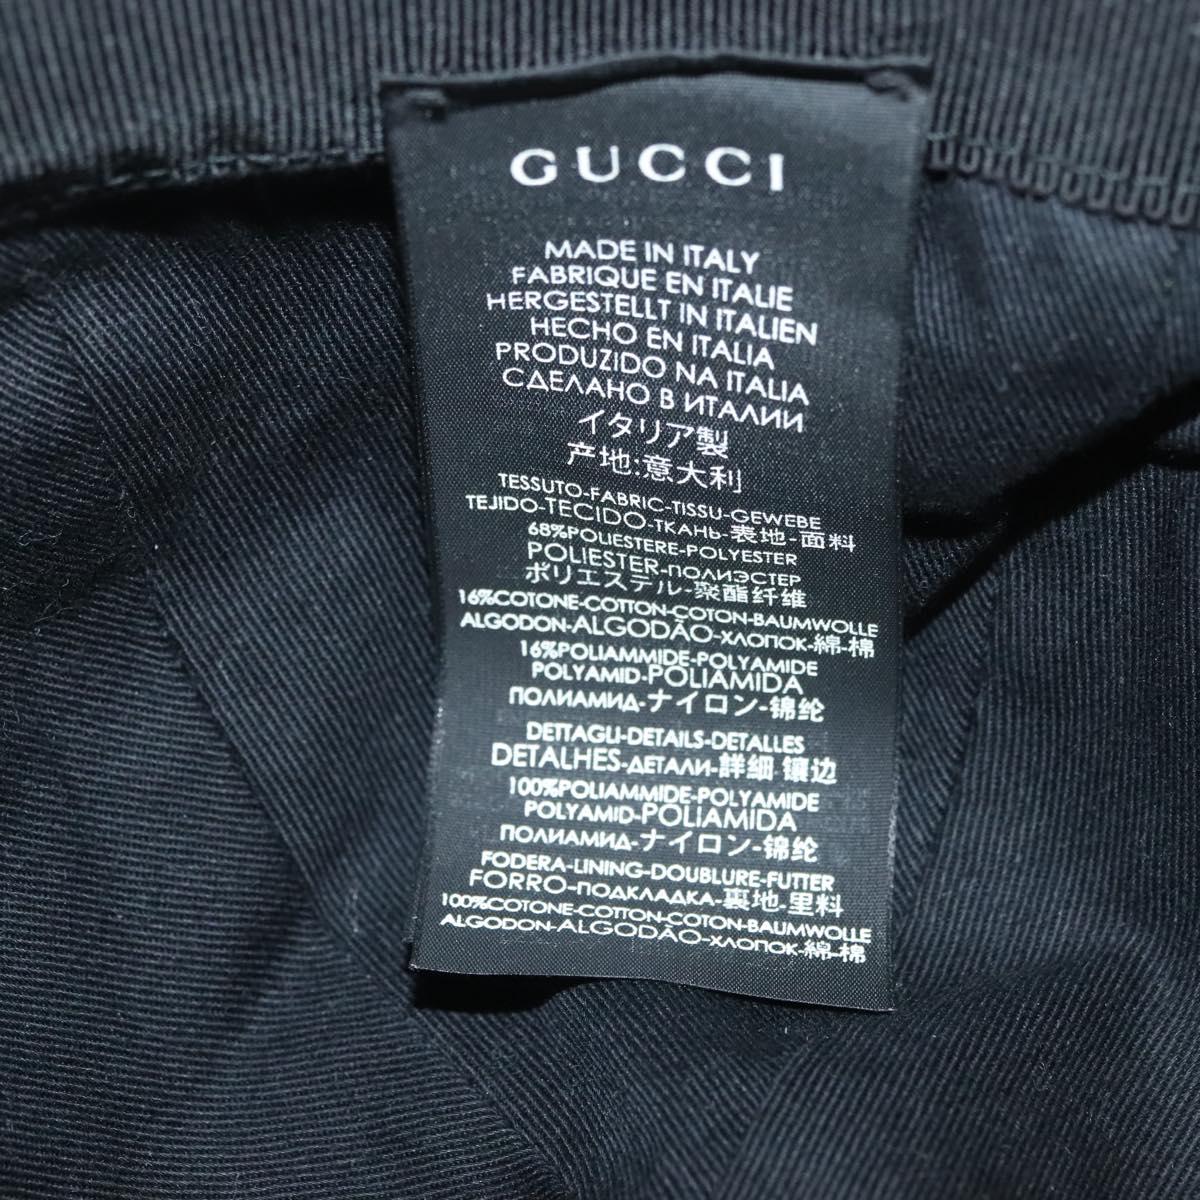 GUCCI
MADE IN ITALY
FABRIQUE EN ITALIE
HERGESTELLT IN ITALIEN
HECHO EN ITALIA
PRODUZIDO NA ITALIA
СДЕЛАНО В ИТАЛИИ
イタリア製
产地:意大利
TESSUTO-FABRIC-TISSU-GEWEBE
TEJIDO-TECIDO-ТКАНЬ-表地-面料
68%POLIESTERE-POLYESTER
POLIESTER-ПОЛИЭСТЕР
ポリエステル-聚酯纤维
16%COTONE-COTTON-COTON-BAUMWOLLE
ALGODON-ALGODÃO-ХЛОПОК-綿-棉
16%POLIAMMIDE-POLYAMIDE
POLYAMID-POLIAMIDA
ПОЛИАМИД-ナイロン-锦纶
DETTAGLI-DETAILS-DETALLES
DETALHES-ДЕТАЛИ-詳細 镶边
100%POLIAMMIDE-POLYAMIDE
POLYAMID-POLIAMIDA
ПОЛИАМИД-ナイロン-锦纶
FODERA-LINING-DOUBLURE-FUTTER
FORRO-ПОДКЛАДКА-裏地-里料
100%COTONE-COTTON-COTON-BAUMWOLLE
ALGODON-ALGODÃO-ХЛОПОК-綿-棉